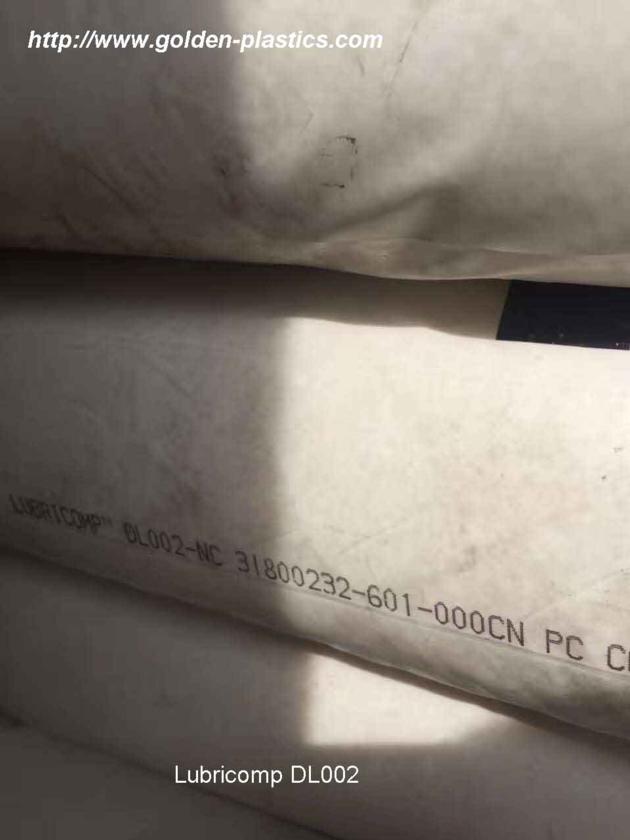 http://www.golden-plastics.com
LUBRICOMP™ DL002-NC 31800232-601-000CN PC
Lubricomp DL002